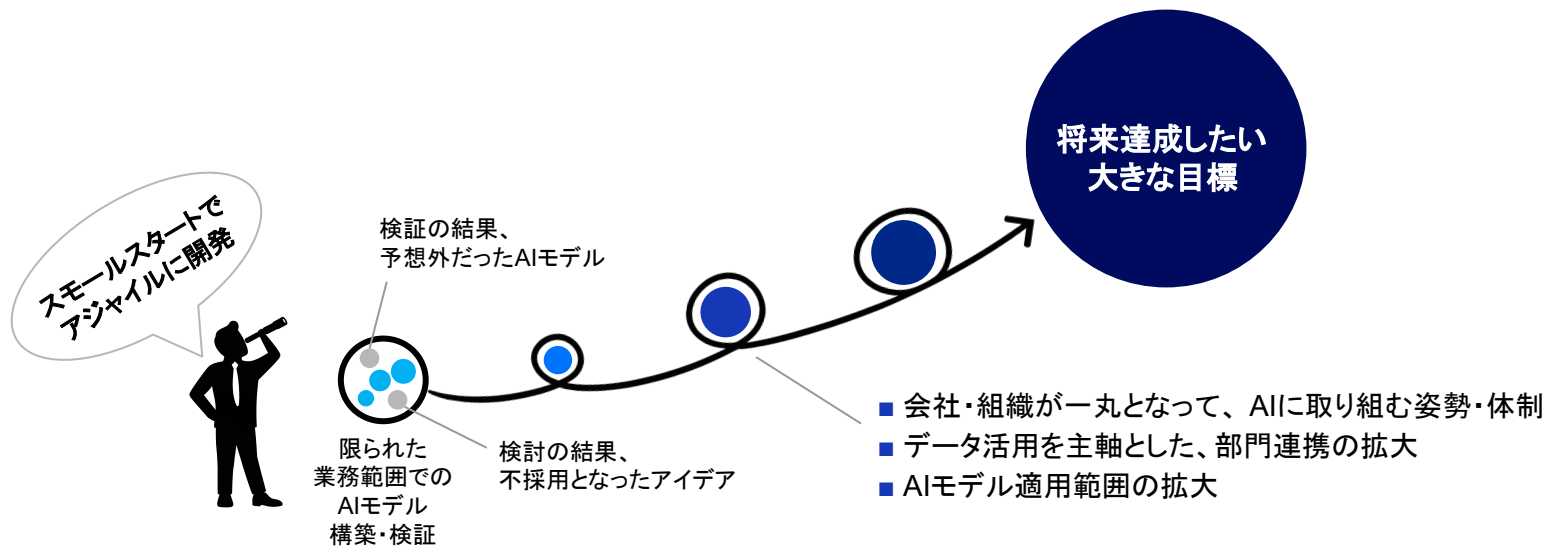 スモールスタートで
アジャイルに開発
検証の結果、
予想外だったAIモデル
限られた
業務範囲での
AIモデル
構築・検証
検討の結果、
不採用となったアイデア
将来達成したい
大きな目標
■ 会社・組織が一丸となって、AIに取り組む姿勢・体制
■ データ活用を主軸とした、部門連携の拡大
■ AIモデル適用範囲の拡大